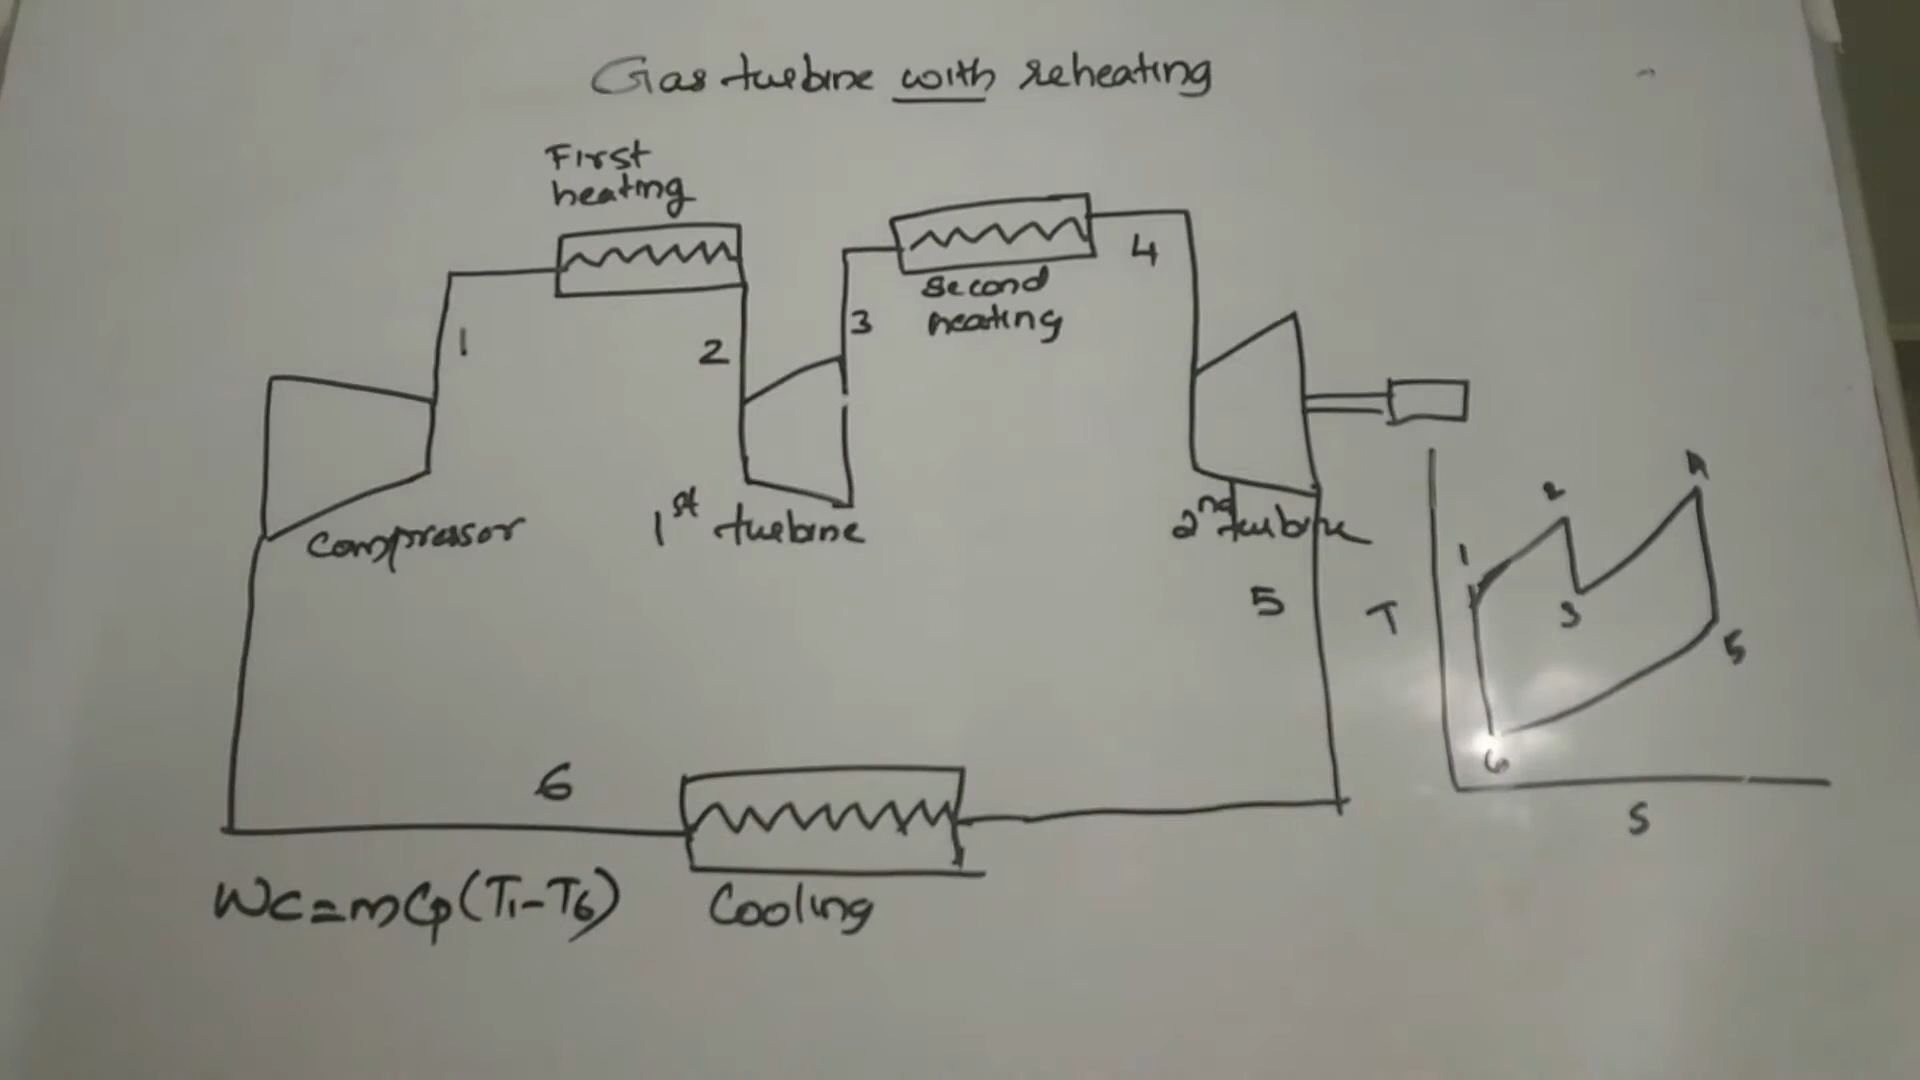 Gas turbine with reheating
First
heating
second
heating
1
2
3
4
compressor
1st turbine
2nd turbine
5
6
Cooling
Wc=mCp(T1-T6)
T
S
1
2
3
4
5
6